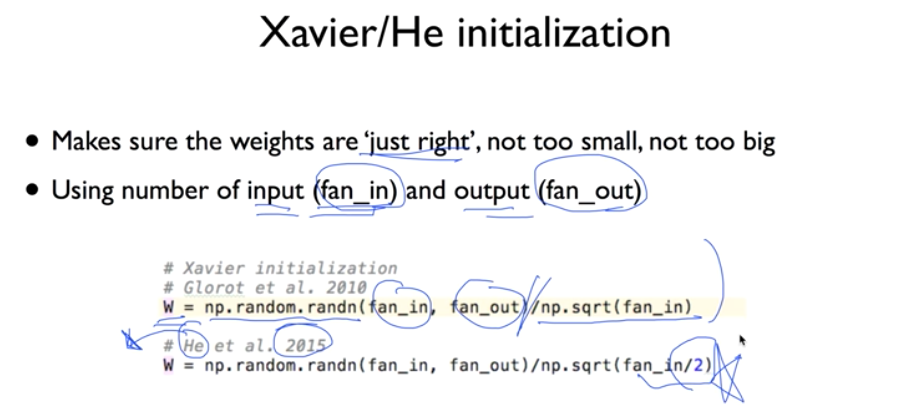 Xavier/He initialization
• Makes sure the weights are 'just right', not too small, not too big
• Using number of input (fan_in) and output (fan_out)
# Xavier initialization
# Glorot et al. 2010
W = np.random.randn(fan_in, fan_out)/np.sqrt(fan_in)
# He et al. 2015
W = np.random.randn(fan_in, fan_out)/np.sqrt(fan_in/2)